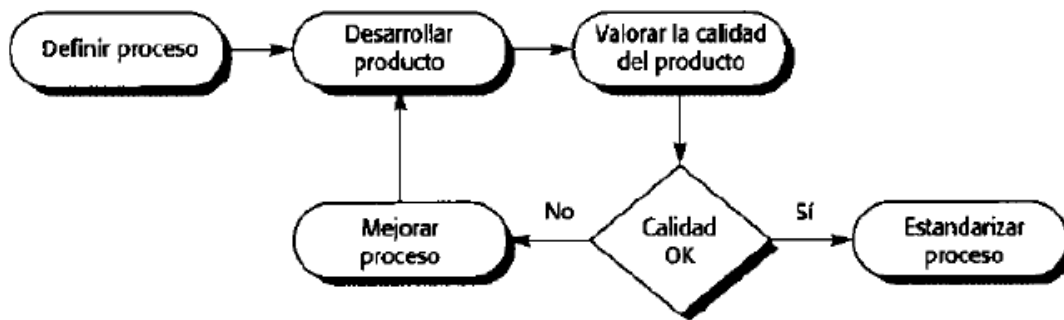 Definir proceso
Desarrollar
producto
Valorar la calidad
del producto
No
Calidad
OK
Sí
Mejorar
proceso
Estandarizar
proceso